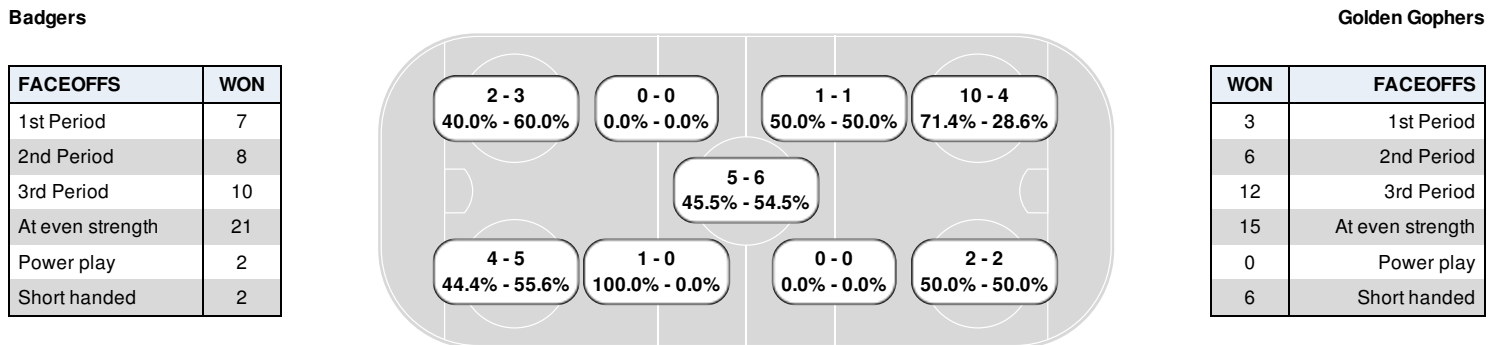 Badgers
Golden Gophers
FACEOFFS WON
1st Period 7
2nd Period 8
3rd Period 10
At even strength 21
Power play 2
Short handed 2
2 - 3
40.0% - 60.0%
0 - 0
0.0% - 0.0%
1 - 1
50.0% - 50.0%
10 - 4
71.4% - 28.6%
5 - 6
45.5% - 54.5%
4 - 5
44.4% - 55.6%
1 - 0
100.0% - 0.0%
0 - 0
0.0% - 0.0%
2 - 2
50.0% - 50.0%
WON FACEOFFS
3 1st Period
6 2nd Period
12 3rd Period
15 At even strength
0 Power play
6 Short handed